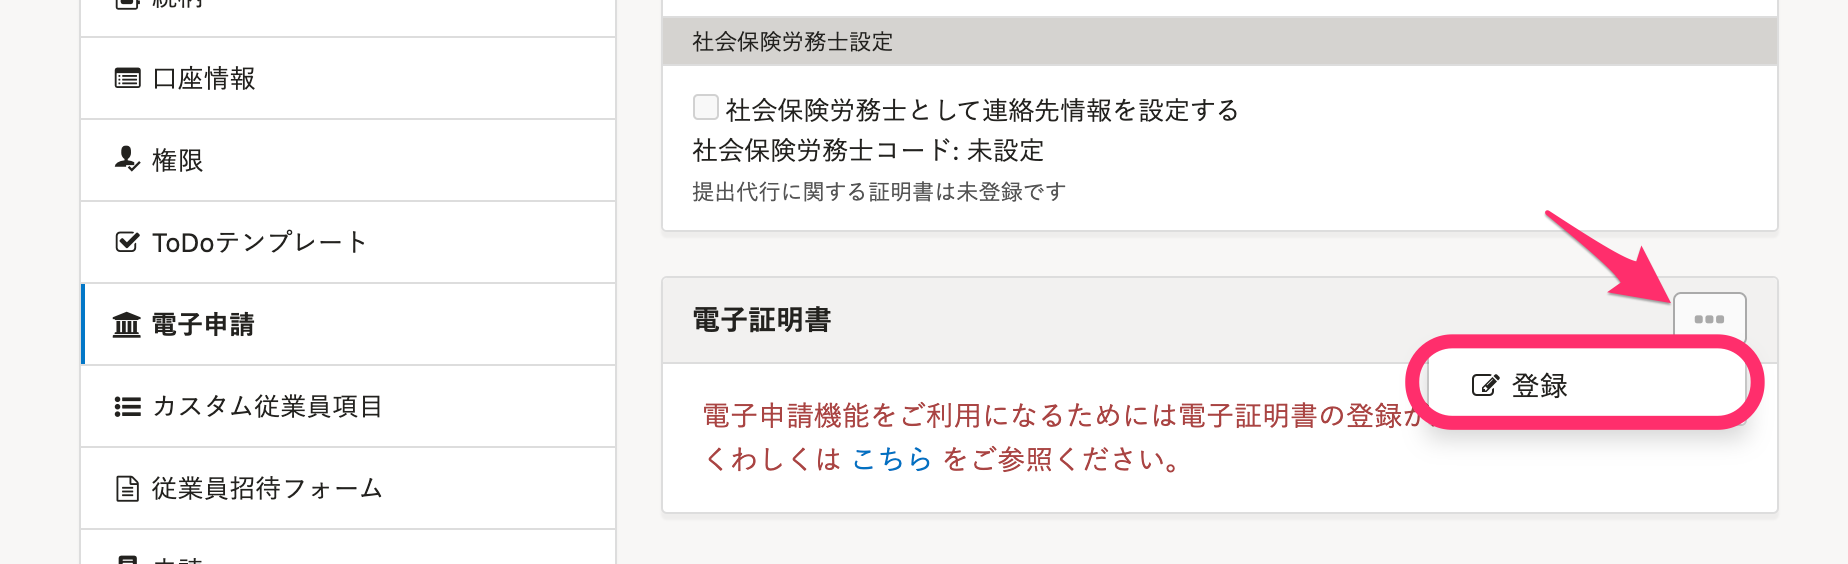 口座情報
権限
ToDoテンプレート
電子申請
カスタム従業員項目
従業員招待フォーム
社会保険労務士設定
社会保険労務士として連絡先情報を設定する
社会保険労務士コード: 未設定
提出代行に関する証明書は未登録です
電子証明書
登録
電子申請機能をご利用になるためには電子証明書の登録が
くわしくは こちら をご参照ください。